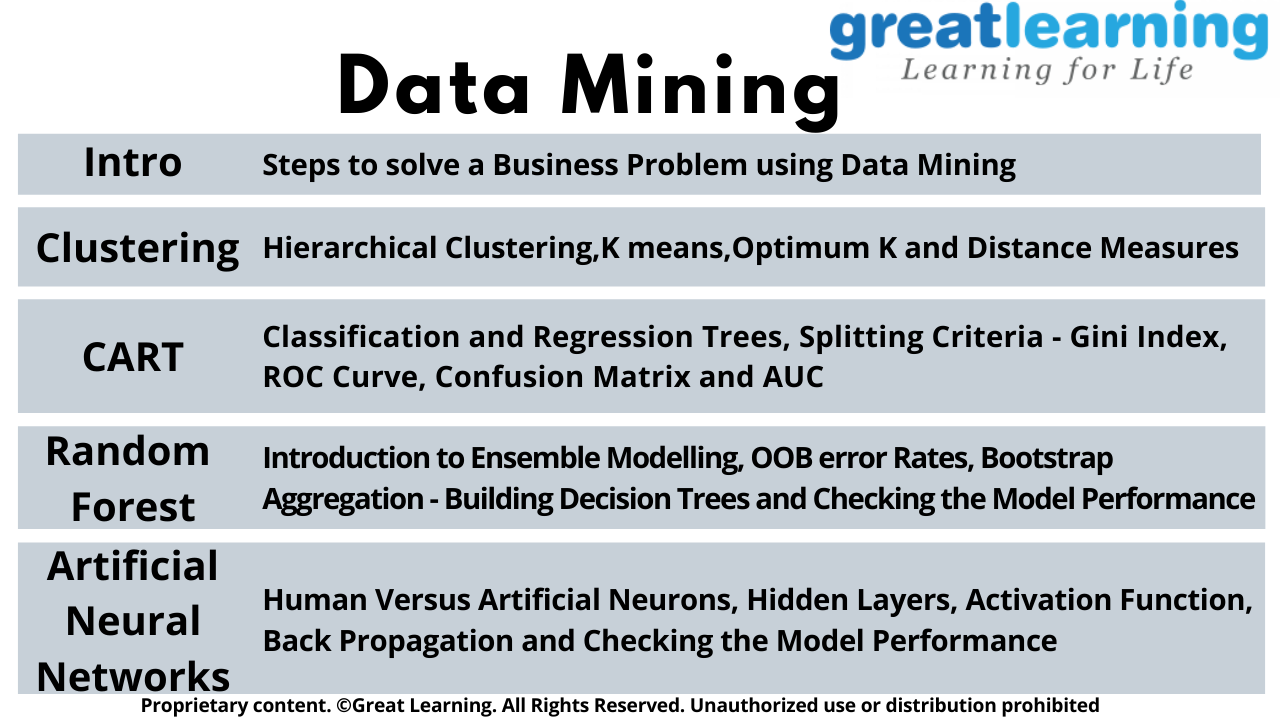 greatlearning
Learning for Life
Data Mining
Intro
Steps to solve a Business Problem using Data Mining
Clustering
Hierarchical Clustering,K means,Optimum K and Distance Measures
CART
Classification and Regression Trees, Splitting Criteria - Gini Index,
ROC Curve, Confusion Matrix and AUC
Random
Forest
Introduction to Ensemble Modelling, OOB error Rates, Bootstrap
Aggregation - Building Decision Trees and Checking the Model Performance
Artificial
Neural
Networks
Human Versus Artificial Neurons, Hidden Layers, Activation Function,
Back Propagation and Checking the Model Performance
Proprietary content. ©Great Learning. All Rights Reserved. Unauthorized use or distribution prohibited